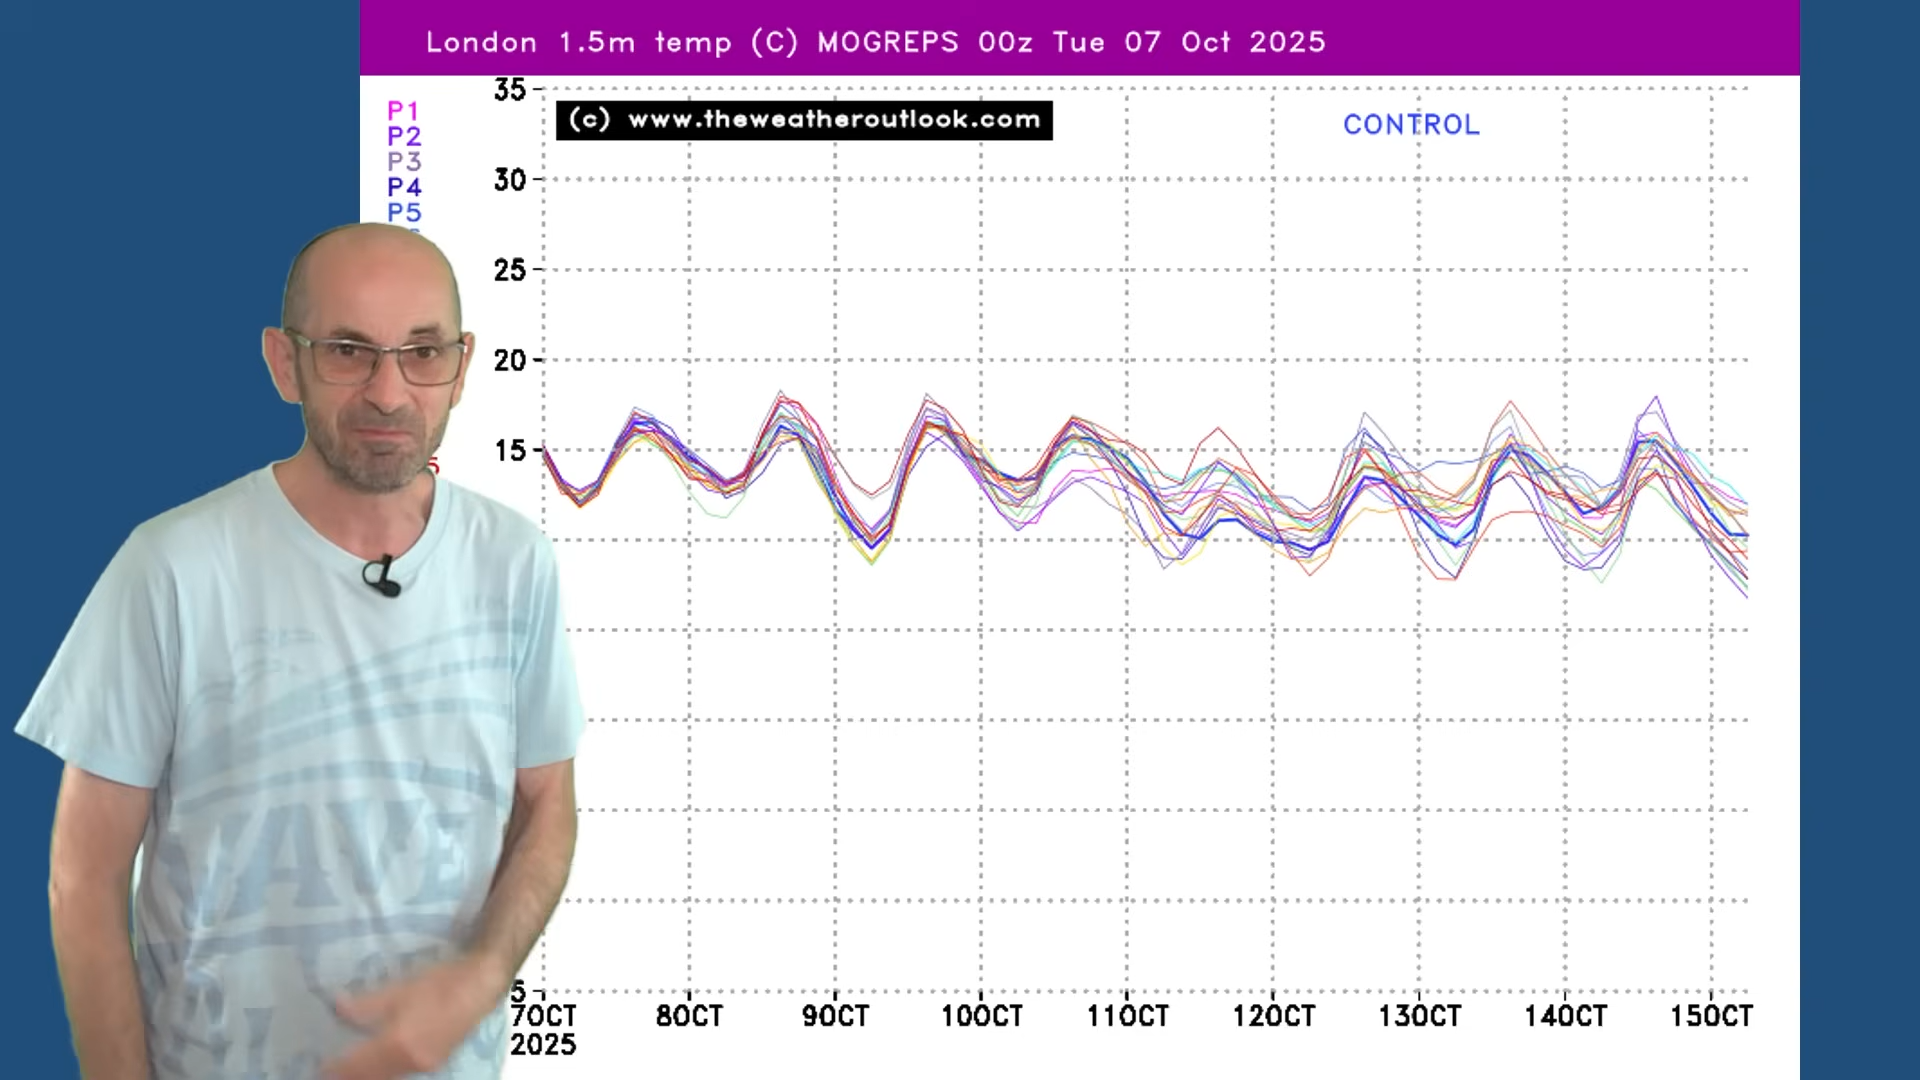 London 1.5m temp (C) MOGREPS 00z Tue 07 Oct 2025
35
(c) www.theweatheroutlook.com
CONTROL
P1
P2
P3
P4
P5
30
25
20
15
5
7OCT
8OCT
9OCT
10OCT
11OCT
12OCT
13OCT
14OCT
15OCT
2025